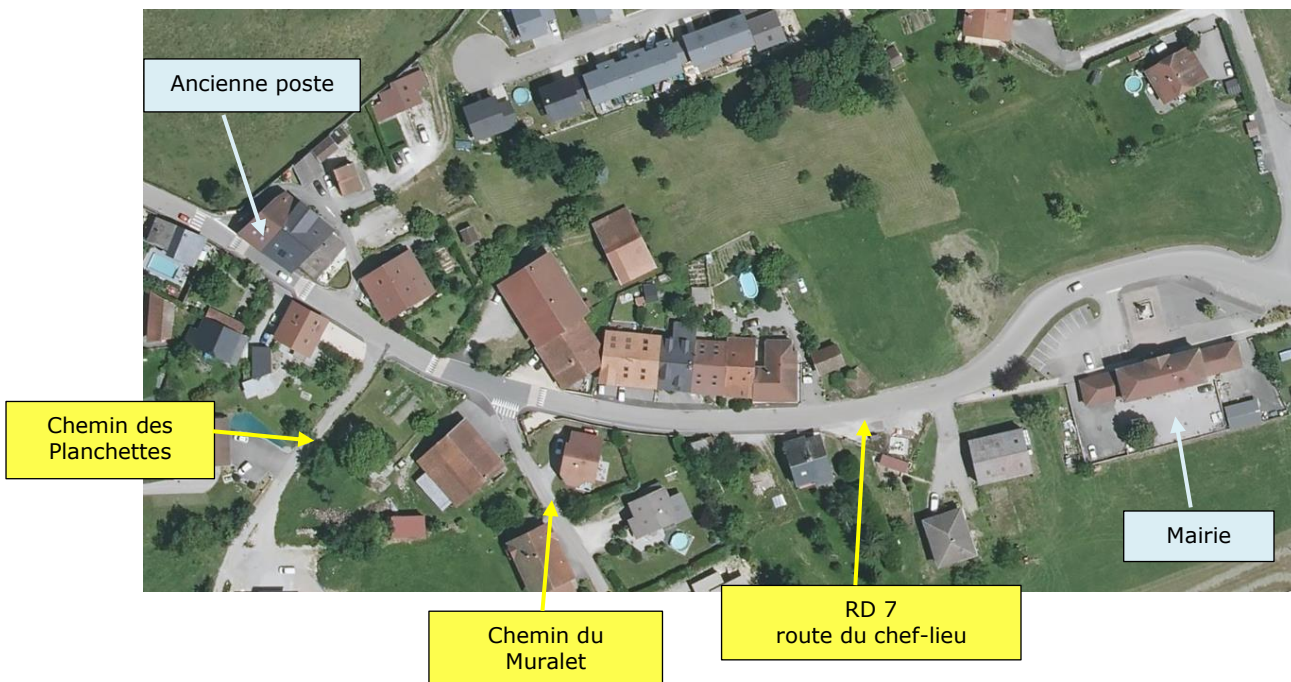 Ancienne poste
Chemin des
Planchettes
Chemin du
Muralet
RD 7
route du chef-lieu
Mairie